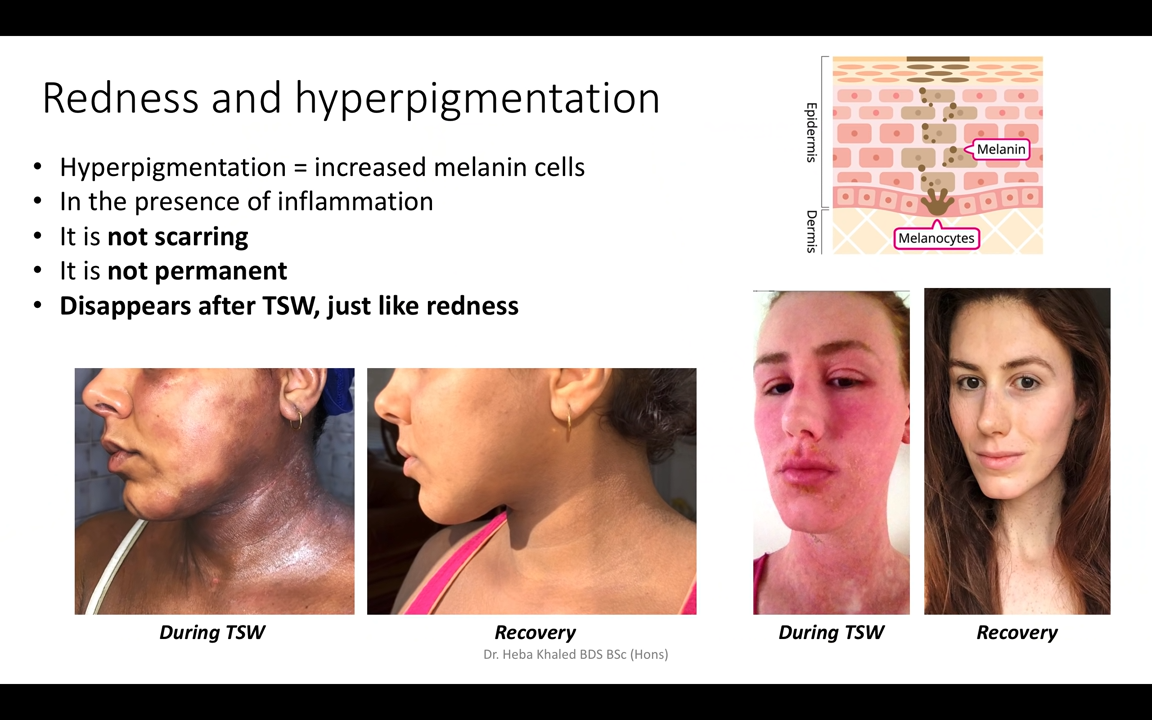 Redness and hyperpigmentation
• Hyperpigmentation = increased melanin cells
• In the presence of inflammation
• It is not scarring
• It is not permanent
• Disappears after TSW, just like redness
Epidermis
Dermis
Melanin
Melanocytes
During TSW
Recovery
During TSW
Recovery
Dr. Heba Khaled BDS BSc (Hons)